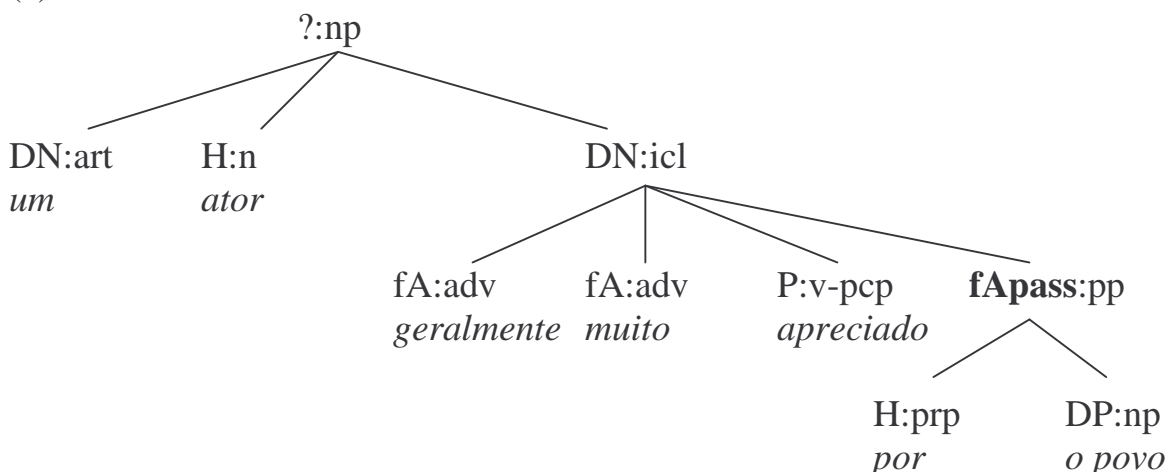 ?:np
DN:art H:n DN:icl
um ator
fA:adv fA:adv P:v-pcp fApass:pp
geralmente muito apreciado
H:prp DP:np
por o povo